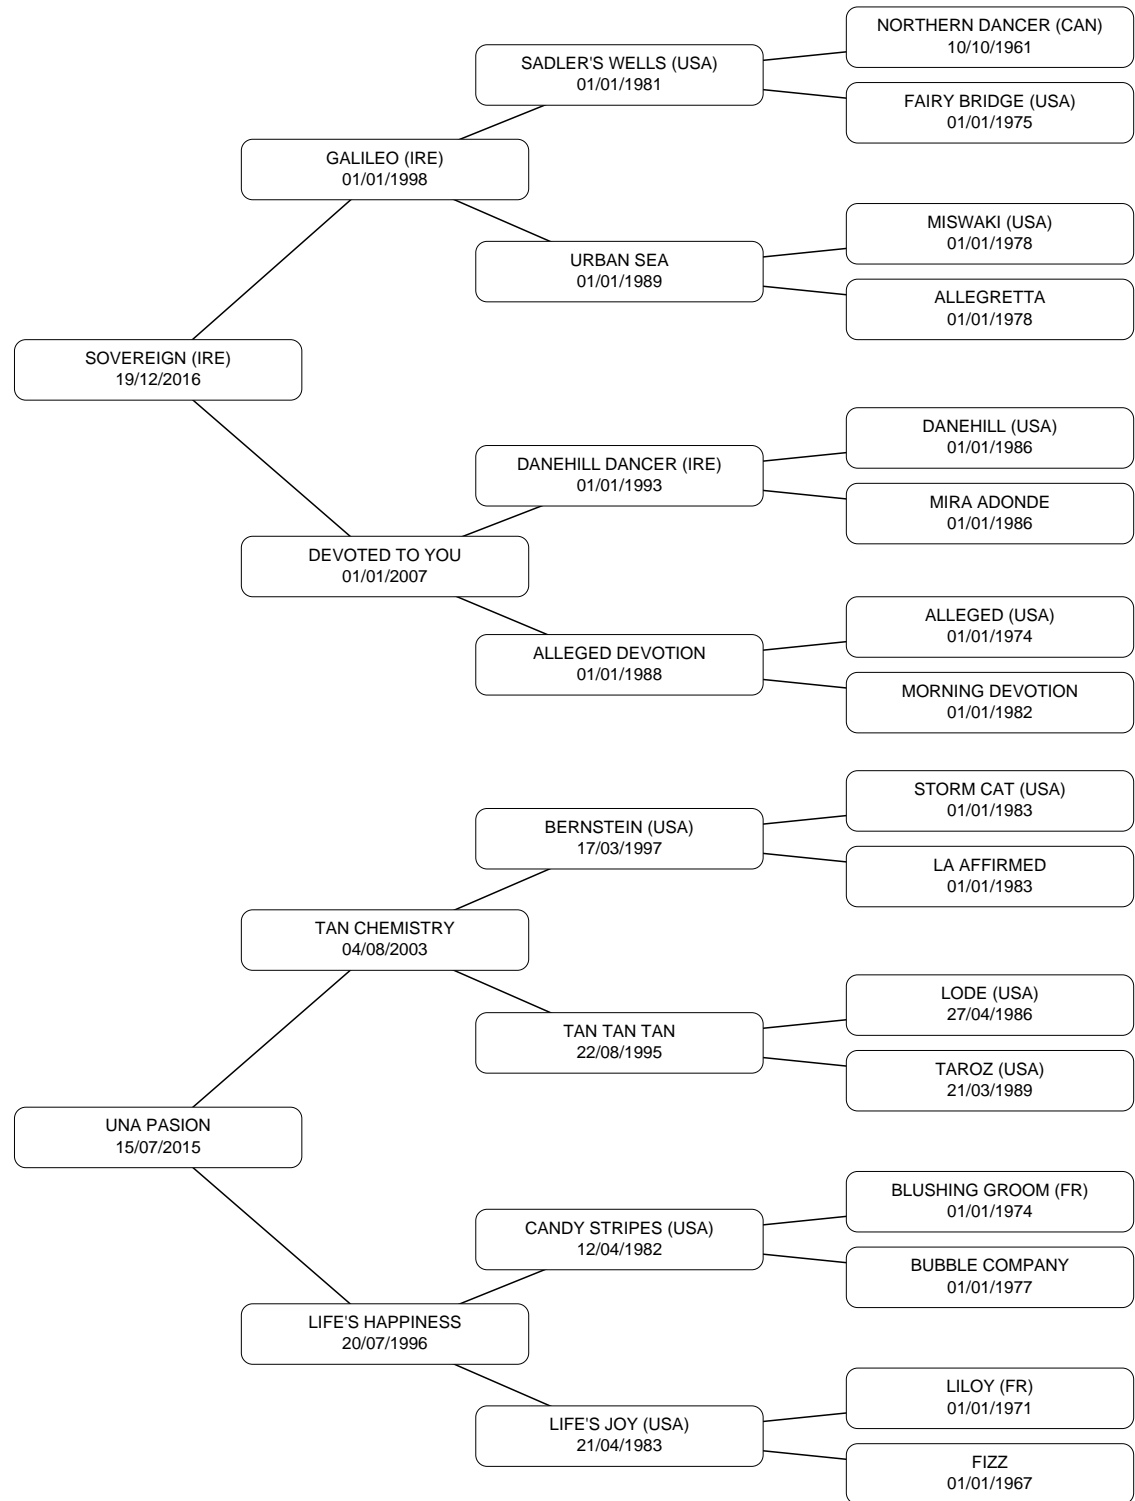 NORTHERN DANCER (CAN)
10/10/1961
SADLER'S WELLS (USA)
01/01/1981
FAIRY BRIDGE (USA)
01/01/1975
GALILEO (IRE)
01/01/1998
MISWAKI (USA)
01/01/1978
URBAN SEA
01/01/1989
ALLEGRETTA
01/01/1978
SOVEREIGN (IRE)
19/12/2016
DANEHILL (USA)
01/01/1986
DANEHILL DANCER (IRE)
01/01/1993
MIRA ADONDE
01/01/1986
DEVOTED TO YOU
01/01/2007
ALLEGED (USA)
01/01/1974
ALLEGED DEVOTION
01/01/1988
MORNING DEVOTION
01/01/1982
STORM CAT (USA)
01/01/1983
BERNSTEIN (USA)
17/03/1997
LA AFFIRMED
01/01/1983
TAN CHEMISTRY
04/08/2003
LODE (USA)
27/04/1986
TAN TAN TAN
22/08/1995
TAROZ (USA)
21/03/1989
UNA PASION
15/07/2015
BLUSHING GROOM (FR)
01/01/1974
CANDY STRIPES (USA)
12/04/1982
BUBBLE COMPANY
01/01/1977
LIFE'S HAPPINESS
20/07/1996
LILOY (FR)
01/01/1971
LIFE'S JOY (USA)
21/04/1983
FIZZ
01/01/1967